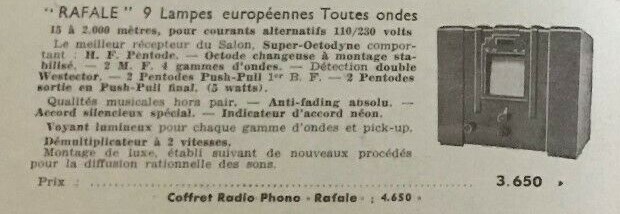 "RAFALE" 9 Lampes européennes Toutes ondes
15 à 2.000 mètres, pour courants alternatifs 110/230 volts
Le meilleur récepteur du Salon, Super-Octodyne compor-
tant : H. F. Pentode. — Octode changeuse à montage sta-
bilisé. — 2 M. F. 4 gammes d'ondes. — Détection double
Westector. — 2 Pentodes Push-Pull 1er B. F. — 2 Pentodes
sortie en Push-Pull final. (5 watts).
Qualités musicales hors pair. — Anti-fading absolu. —
Accord silencieux spécial. — Indicateur d'accord néon.
Voyant lumineux pour chaque gamme d'ondes et pick-up.
Démultiplicateur à 2 vitesses.
Montage de luxe, établi suivant de nouveaux procédés
pour la diffusion rationnelle des sons.
Prix : ........ 3.650 »
Coffret Radio Phono « Rafale » : 4.650 »